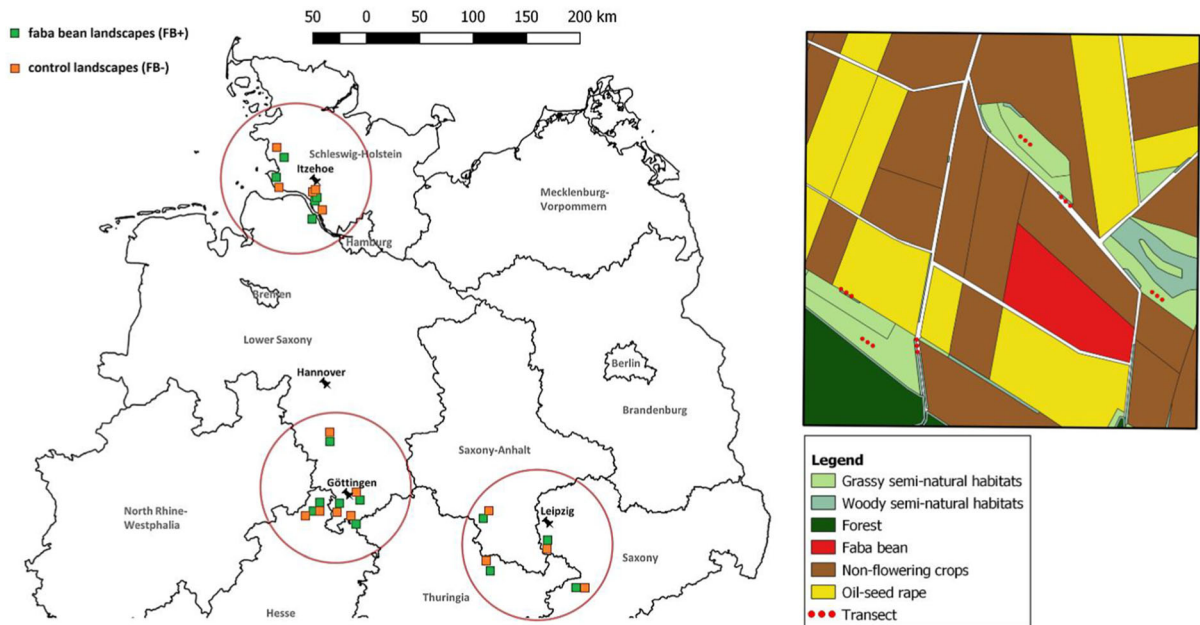 50 0 50 100 150 200 km
faba bean landscapes (FB+)
control landscapes (FB-)
Schleswig-Holstein
Itzehoe
Mecklenburg-
Vorpommern
Hamburg
Bremen
Lower Saxony
Hannover
Berlin
Brandenburg
Saxony-Anhalt
Göttingen
North Rhine-
Westphalia
Leipzig
Saxony
Thuringia
Hesse
Legend
Grassy semi-natural habitats
Woody semi-natural habitats
Forest
Faba bean
Non-flowering crops
Oil-seed rape
Transect